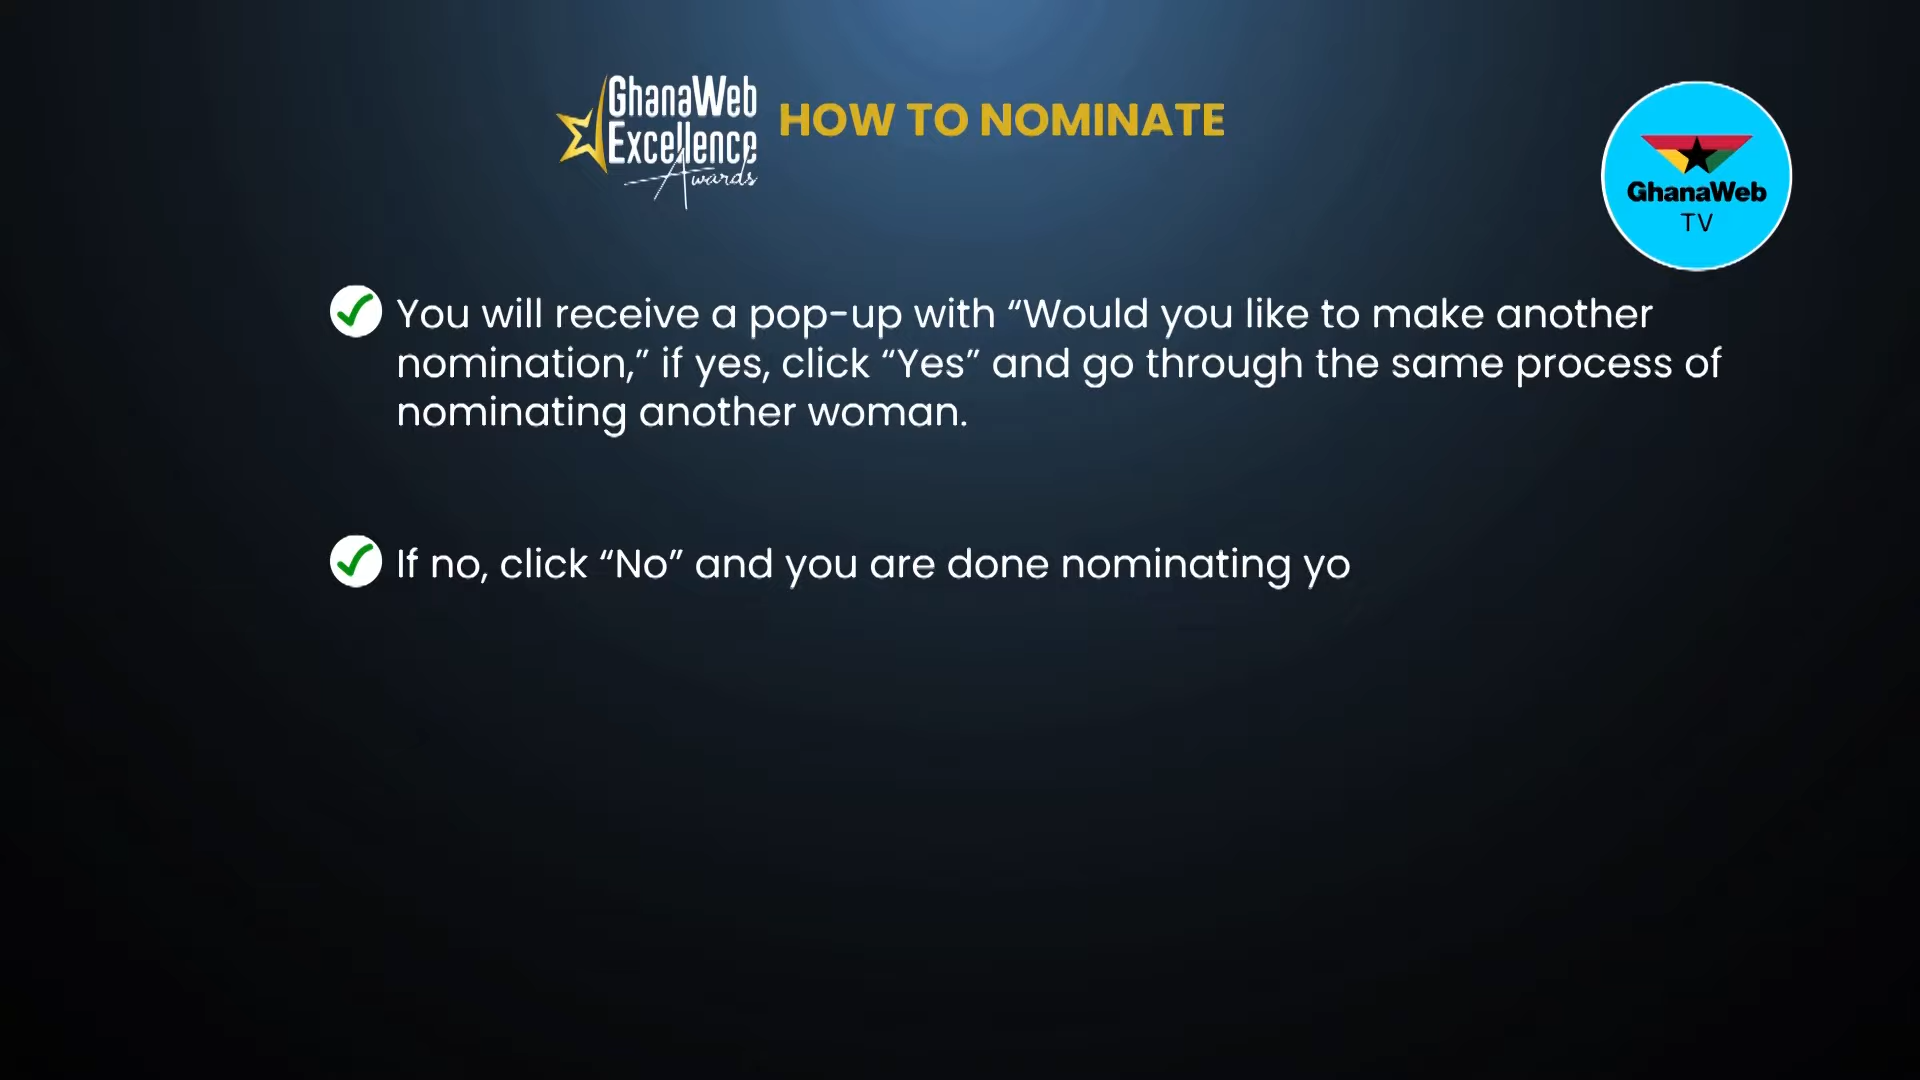 GhanaWeb
Excellence
Awards
HOW TO NOMINATE
GhanaWeb
TV
You will receive a pop-up with “Would you like to make another
nomination,” if yes, click “Yes” and go through the same process of
nominating another woman.
If no, click “No” and you are done nominating yo